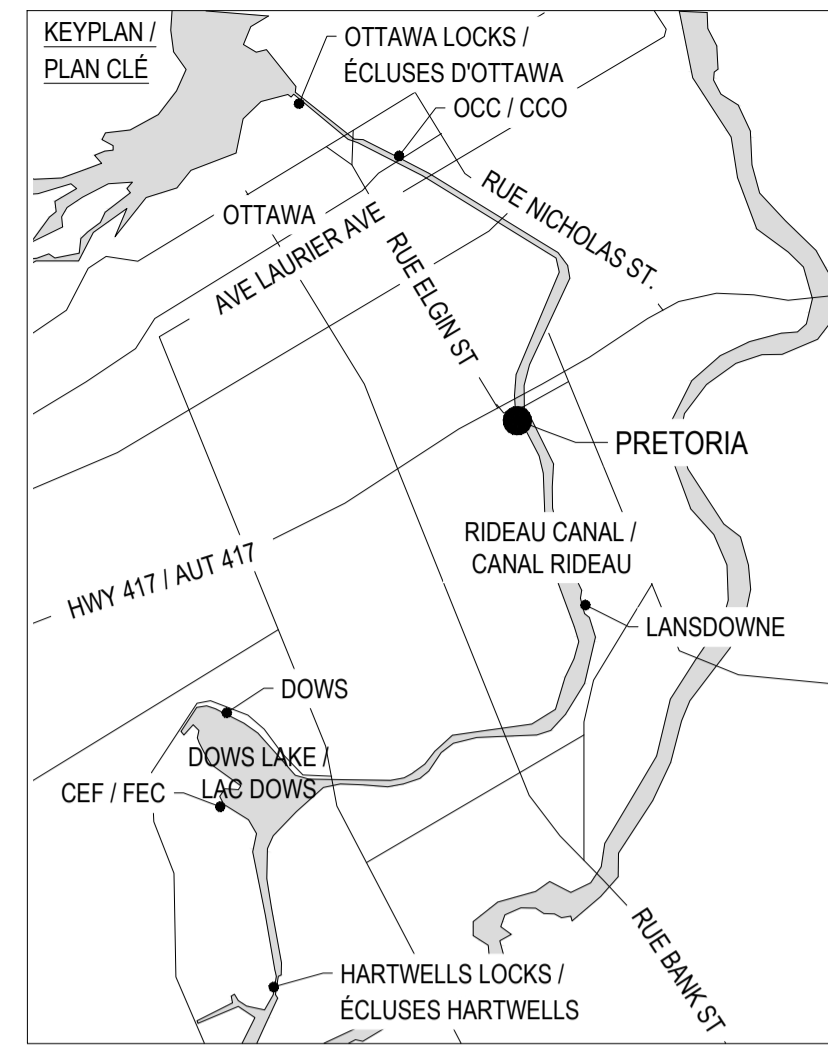 KEYPLAN /
PLAN CLÉ
OTTAWA LOCKS /
ÉCLUSES D'OTTAWA
OCC / CCO
RUE NICHOLAS ST.
OTTAWA
AVE LAURIER AVE
RUE ELGIN ST
PRETORIA
RIDEAU CANAL /
CANAL RIDEAU
HWY 417 / AUT 417
LANSDOWNE
DOWS
DOWS LAKE /
LAC DOWS
CEF / FEC
RUE BANK ST
HARTWELLS LOCKS /
ÉCLUSES HARTWELLS